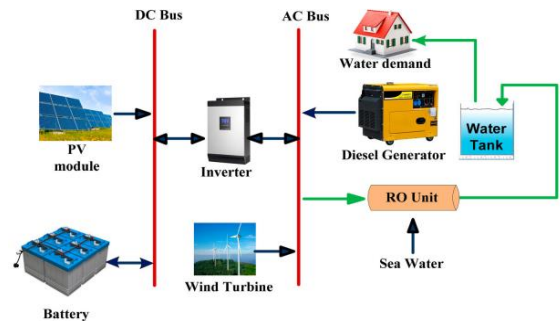 DC Bus
AC Bus
Water demand
PV
module
Inverter
Diesel Generator
Water
Tank
RO Unit
Wind Turbine
Sea Water
Battery